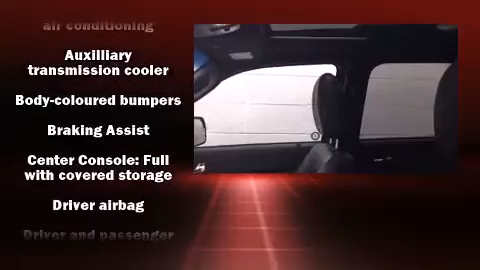 air conditioning
Auxilliary
transmission cooler
Body-coloured bumpers
Braking Assist
Center Console: Full
with covered storage
Driver airbag
Driver and passenger